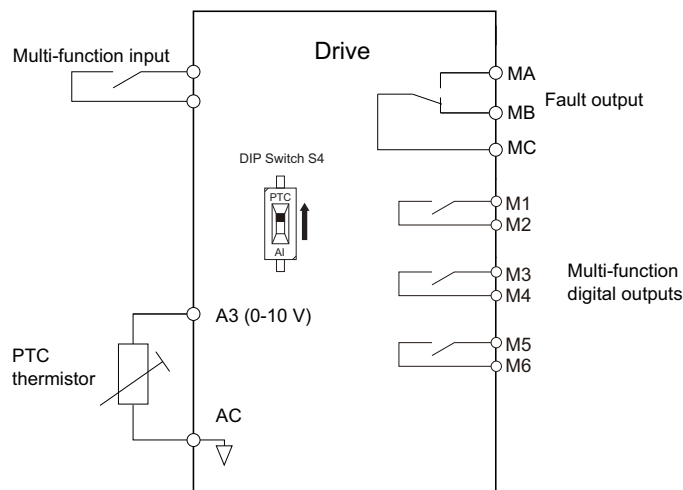 Drive
Multi-function input
MA
MB
Fault output
MC
DIP Switch S4
PTC
AI
M1
M2
M3
M4
Multi-function
digital outputs
A3 (0-10 V)
M5
M6
PTC
thermistor
AC